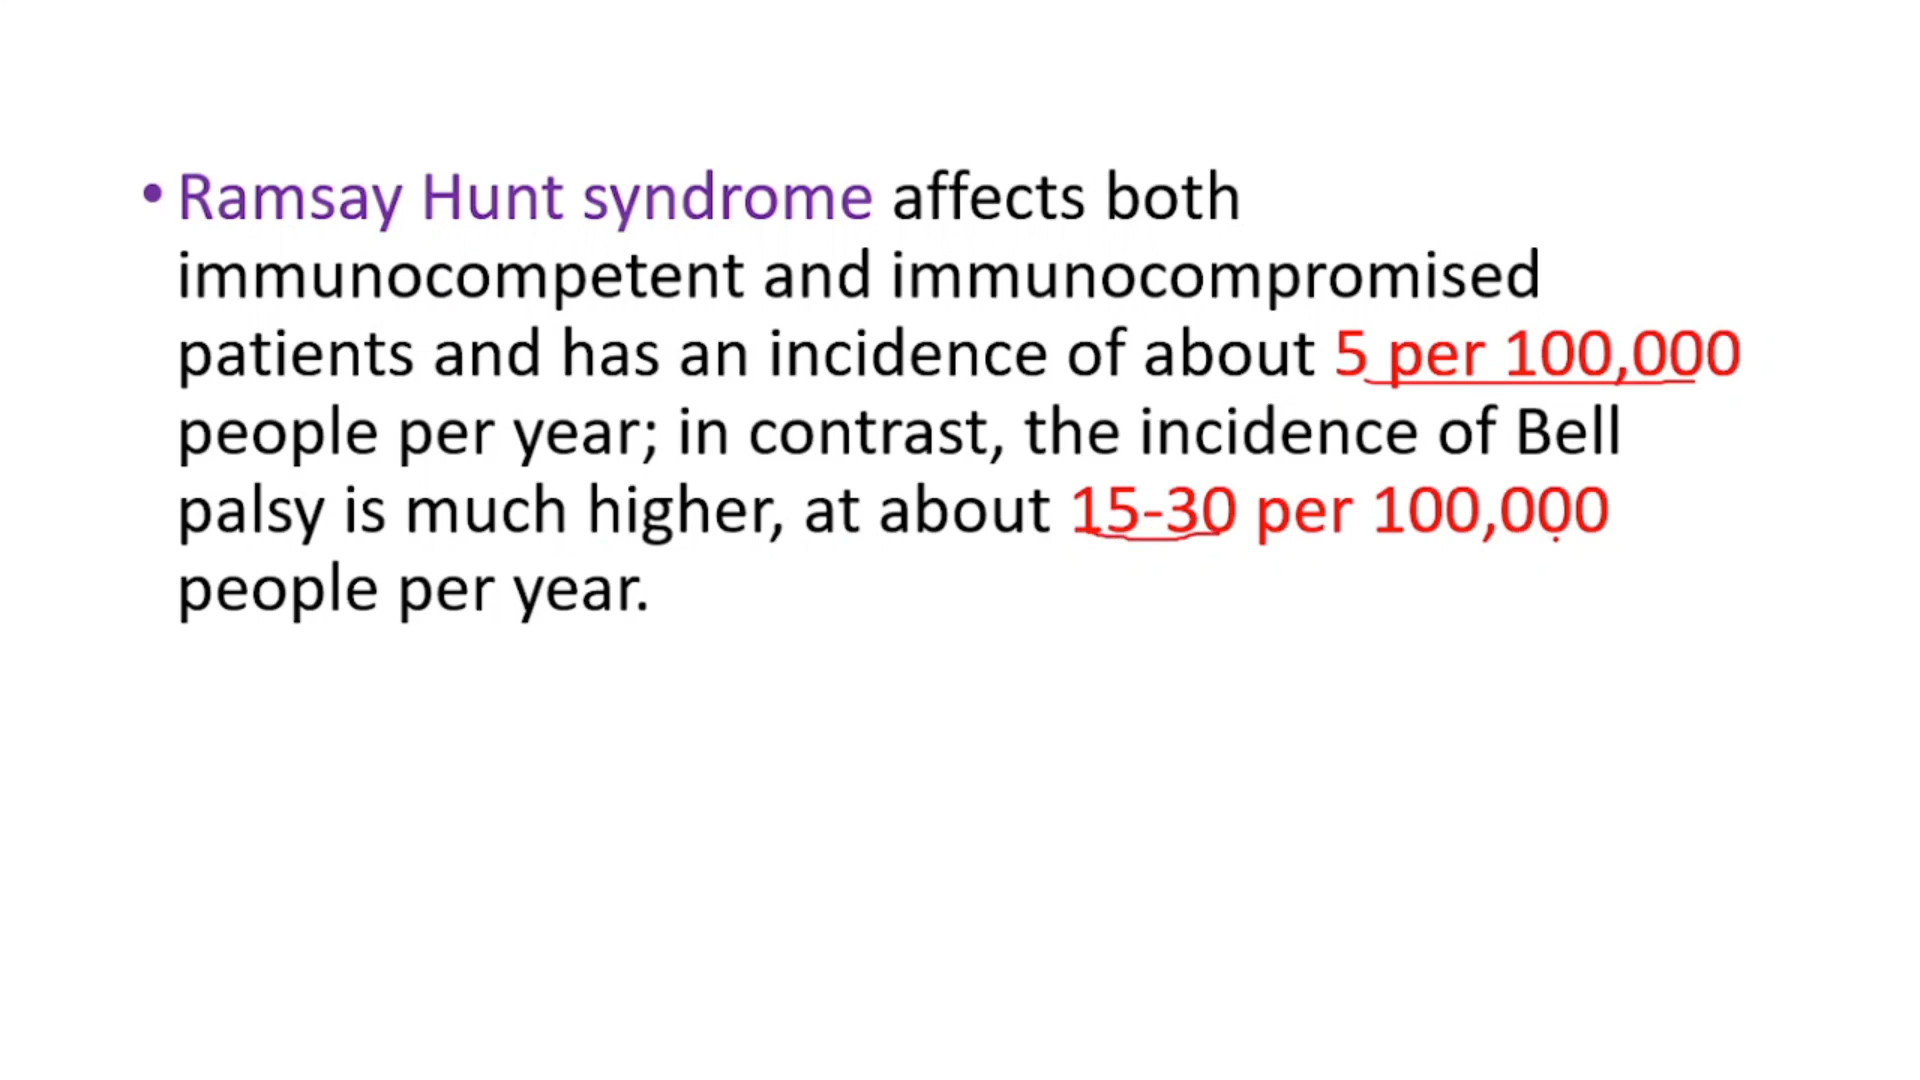 • Ramsay Hunt syndrome affects both
immunocompetent and immunocompromised
patients and has an incidence of about 5 per 100,000
people per year; in contrast, the incidence of Bell
palsy is much higher, at about 15-30 per 100,000
people per year.